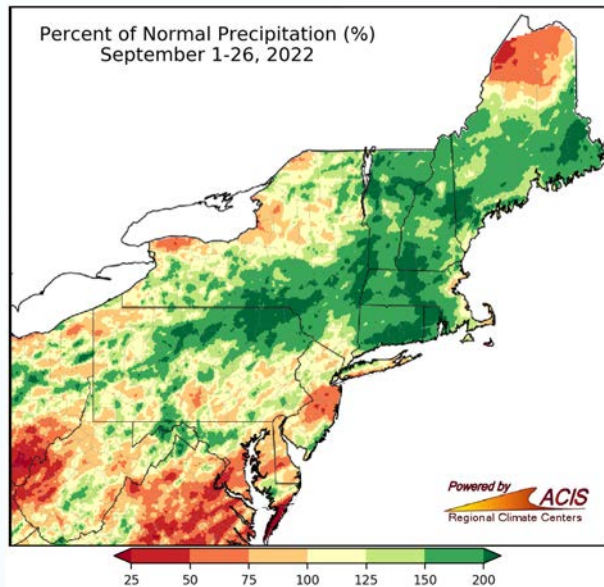 Percent of Normal Precipitation (%)
September 1-26, 2022
Powered by
ACIS
Regional Climate Centers
25 50 75 100 125 150 200